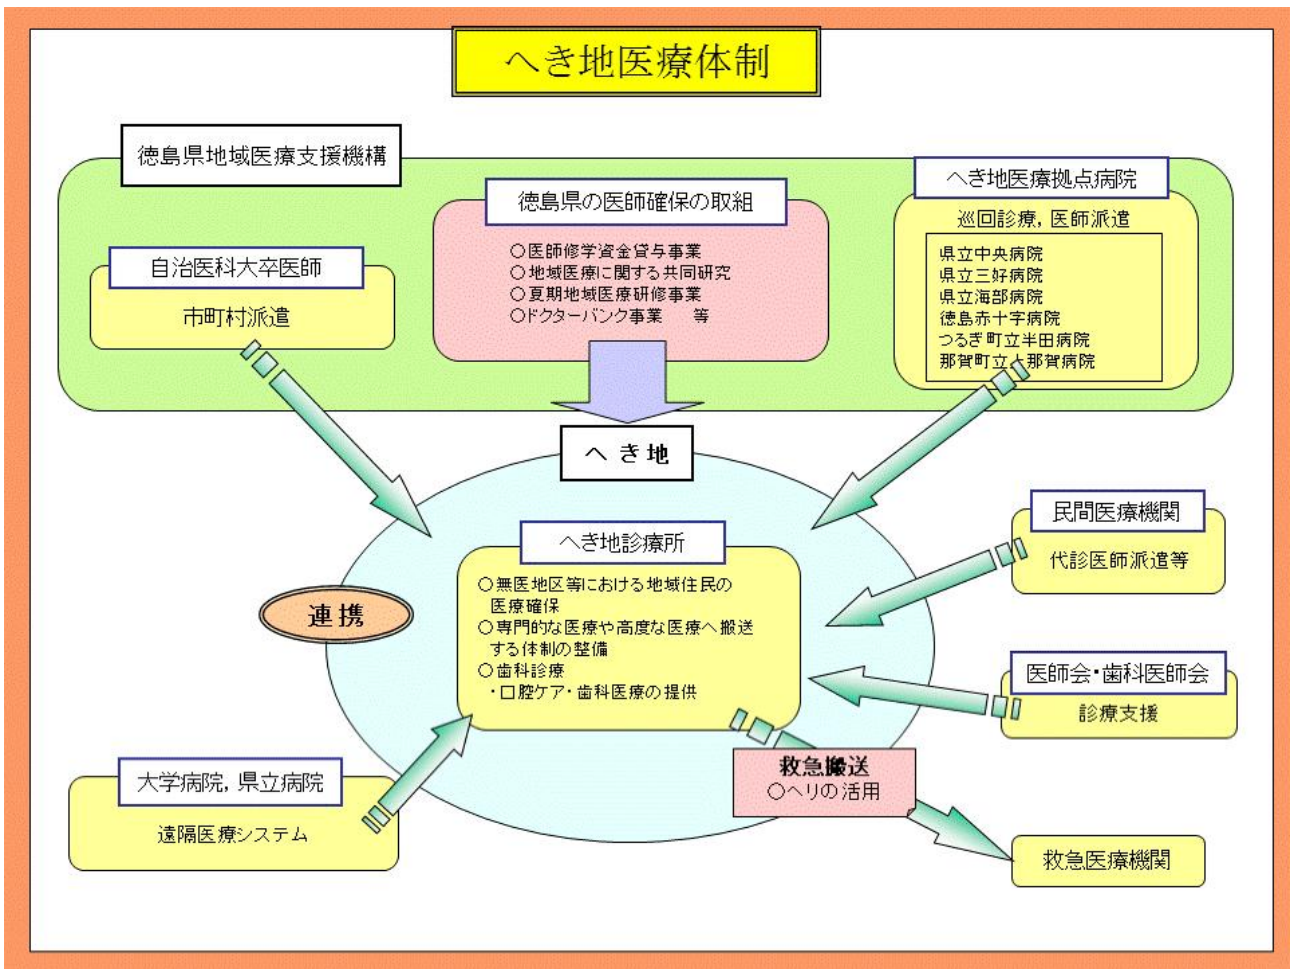 へき地医療体制
徳島県地域医療支援機構
自治医科大卒医師
市町村派遣
徳島県の医師確保の取組
○医師修学資金貸与事業
○地域医療に関する共同研究
○夏期地域医療研修事業
○ドクターバンク事業　等
へき地医療拠点病院
巡回診療，医師派遣
県立中央病院
県立三好病院
県立海部病院
徳島赤十字病院
つるぎ町立半田病院
那賀町立上那賀病院
へき地
へき地診療所
○無医地区等における地域住民の
医療確保
○専門的な医療や高度な医療へ搬送
する体制の整備
○歯科診療
・口腔ケア・歯科医療の提供
連携
民間医療機関
代診医師派遣等
医師会・歯科医師会
診療支援
大学病院，県立病院
遠隔医療システム
救急搬送
○ヘリの活用
救急医療機関